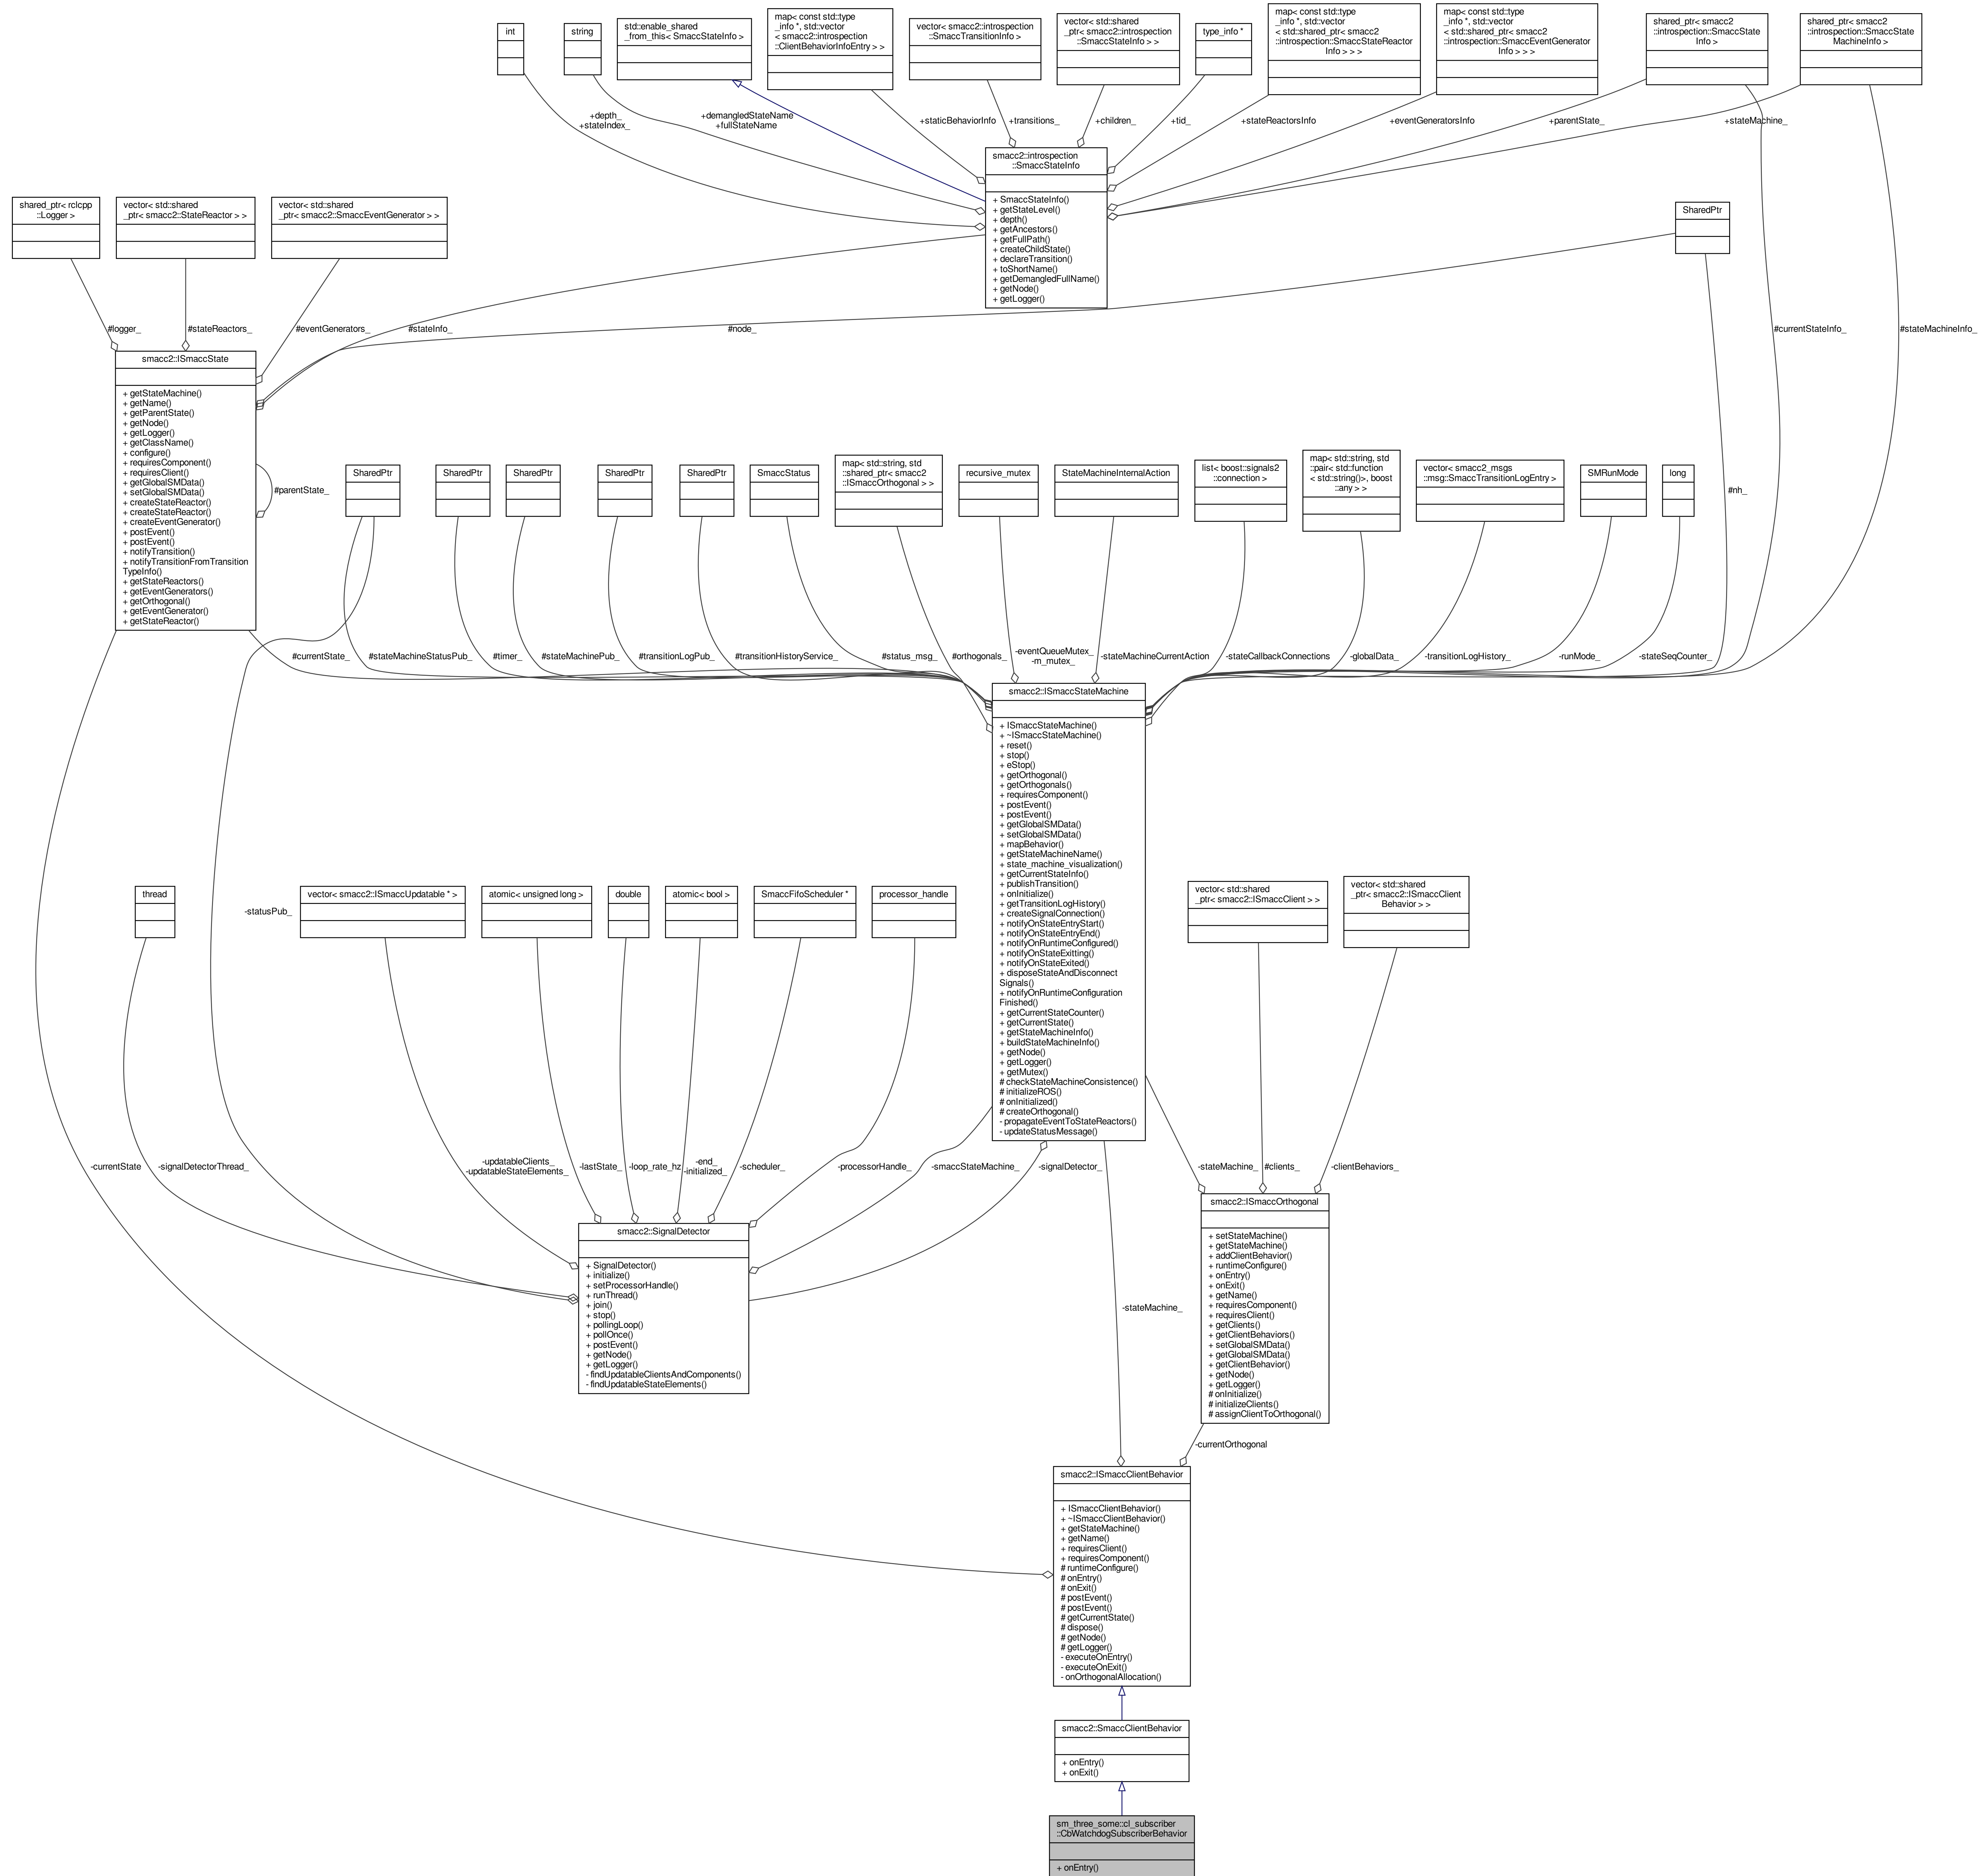 int
string
std::enable_shared
_from_this< SmaccStateInfo >
map< const std::type
_info *, std::vector
< smacc2::introspection
::ClientBehaviorInfoEntry > >
vector< smacc2::introspection
::SmaccTransitionInfo >
vector< std::shared
_ptr< smacc2::introspection
::SmaccStateInfo > >
type_info *
map< const std::type
_info *, std::vector
< std::shared_ptr< smacc2
::introspection::SmaccStateReactor
Info > > >
map< const std::type
_info *, std::vector
< std::shared_ptr< smacc2
::introspection::SmaccEventGenerator
Info > > >
shared_ptr< smacc2
::introspection::SmaccState
Info >
shared_ptr< smacc2
::introspection::SmaccState
MachineInfo >
+depth_
+stateIndex_
+demangledStateName
+fullStateName
+staticBehaviorInfo
+transitions_
+children_
+tid_
+stateReactorsInfo
+eventGeneratorsInfo
+parentState_
+stateMachine_
smacc2::introspection
::SmaccStateInfo
+ SmaccStateInfo()
+ getStateLevel()
+ depth()
+ getAncestors()
+ getFullPath()
+ createChildState()
+ declareTransition()
+ toShortName()
+ getDemangledFullName()
+ getNode()
+ getLogger()
shared_ptr< rclcpp
::Logger >
vector< std::shared
_ptr< smacc2::StateReactor > >
vector< std::shared
_ptr< smacc2::SmaccEventGenerator > >
SharedPtr
#logger_
#stateReactors_
#eventGenerators_
#stateInfo_
#node_
#currentStateInfo_
#stateMachineInfo_
smacc2::ISmaccState
+ getStateMachine()
+ getName()
+ getParentState()
+ getNode()
+ getLogger()
+ getClassName()
+ configure()
+ requiresComponent()
+ requiresClient()
+ getGlobalSMData()
+ setGlobalSMData()
+ createStateReactor()
+ createStateReactor()
+ createEventGenerator()
+ postEvent()
+ postEvent()
+ notifyTransition()
+ notifyTransitionFromTransition
TypeInfo()
+ getStateReactors()
+ getEventGenerators()
+ getOrthogonal()
+ getEventGenerator()
+ getStateReactor()
#parentState_
SharedPtr
SharedPtr
SharedPtr
SharedPtr
SharedPtr
SmaccStatus
map< std::string, std
::shared_ptr< smacc2
::ISmaccOrthogonal > >
recursive_mutex
StateMachineInternalAction
list< boost::signals2
::connection >
map< std::string, std
::pair< std::function
< std::string()>, boost
::any > >
vector< smacc2_msgs
::msg::SmaccTransitionLogEntry >
SMRunMode
long
#nh_
#currentState_
#stateMachineStatusPub_
#timer_
#stateMachinePub_
#transitionLogPub_
#transitionHistoryService_
#status_msg_
#orthogonals_
-eventQueueMutex_
-m_mutex_
-stateMachineCurrentAction
-stateCallbackConnections
-globalData_
-transitionLogHistory_
-runMode_
-stateSeqCounter_
smacc2::ISmaccStateMachine
+ ISmaccStateMachine()
+ ~ISmaccStateMachine()
+ reset()
+ stop()
+ eStop()
+ getOrthogonal()
+ getOrthogonals()
+ requiresComponent()
+ postEvent()
+ postEvent()
+ getGlobalSMData()
+ setGlobalSMData()
+ mapBehavior()
+ getStateMachineName()
+ state_machine_visualization()
+ getCurrentStateInfo()
+ publishTransition()
+ onInitialize()
+ getTransitionLogHistory()
+ createSignalConnection()
+ notifyOnStateEntryStart()
+ notifyOnStateEntryEnd()
+ notifyOnRuntimeConfigured()
+ notifyOnStateExitting()
+ notifyOnStateExited()
+ disposeStateAndDisconnect
Signals()
+ notifyOnRuntimeConfiguration
Finished()
+ getCurrentStateCounter()
+ getCurrentState()
+ getStateMachineInfo()
+ buildStateMachineInfo()
+ getNode()
+ getLogger()
+ getMutex()
# checkStateMachineConsistence()
# initializeROS()
# onInitialized()
# createOrthogonal()
- propagateEventToStateReactors()
- updateStatusMessage()
thread
-statusPub_
vector< smacc2::ISmaccUpdatable * >
atomic< unsigned long >
double
atomic< bool >
SmaccFifoScheduler *
processor_handle
vector< std::shared
_ptr< smacc2::ISmaccClient > >
vector< std::shared
_ptr< smacc2::ISmaccClient
Behavior > >
-currentState
-signalDetectorThread_
-updatableClients_
-updatableStateElements_
-lastState_
-loop_rate_hz
-end_
-initialized_
-scheduler_
-processorHandle_
-smaccStateMachine_
-signalDetector_
-stateMachine_
#clients_
-clientBehaviors_
smacc2::SignalDetector
+ SignalDetector()
+ initialize()
+ setProcessorHandle()
+ runThread()
+ join()
+ stop()
+ pollingLoop()
+ pollOnce()
+ postEvent()
+ getNode()
+ getLogger()
- findUpdatableClientsAndComponents()
- findUpdatableStateElements()
smacc2::ISmaccOrthogonal
+ setStateMachine()
+ getStateMachine()
+ addClientBehavior()
+ runtimeConfigure()
+ onEntry()
+ onExit()
+ getName()
+ requiresComponent()
+ requiresClient()
+ getClients()
+ getClientBehaviors()
+ setGlobalSMData()
+ getGlobalSMData()
+ getClientBehavior()
+ getNode()
+ getLogger()
# onInitialize()
# initializeClients()
# assignClientToOrthogonal()
-stateMachine_
-currentOrthogonal
smacc2::ISmaccClientBehavior
+ ISmaccClientBehavior()
+ ~ISmaccClientBehavior()
+ getStateMachine()
+ getName()
+ requiresClient()
+ requiresComponent()
# runtimeConfigure()
# onEntry()
# onExit()
# postEvent()
# postEvent()
# getCurrentState()
# dispose()
# getNode()
# getLogger()
- executeOnEntry()
- executeOnExit()
- onOrthogonalAllocation()
smacc2::SmaccClientBehavior
+ onEntry()
+ onExit()
sm_three_some::cl_subscriber
::CbWatchdogSubscriberBehavior
+ onEntry()